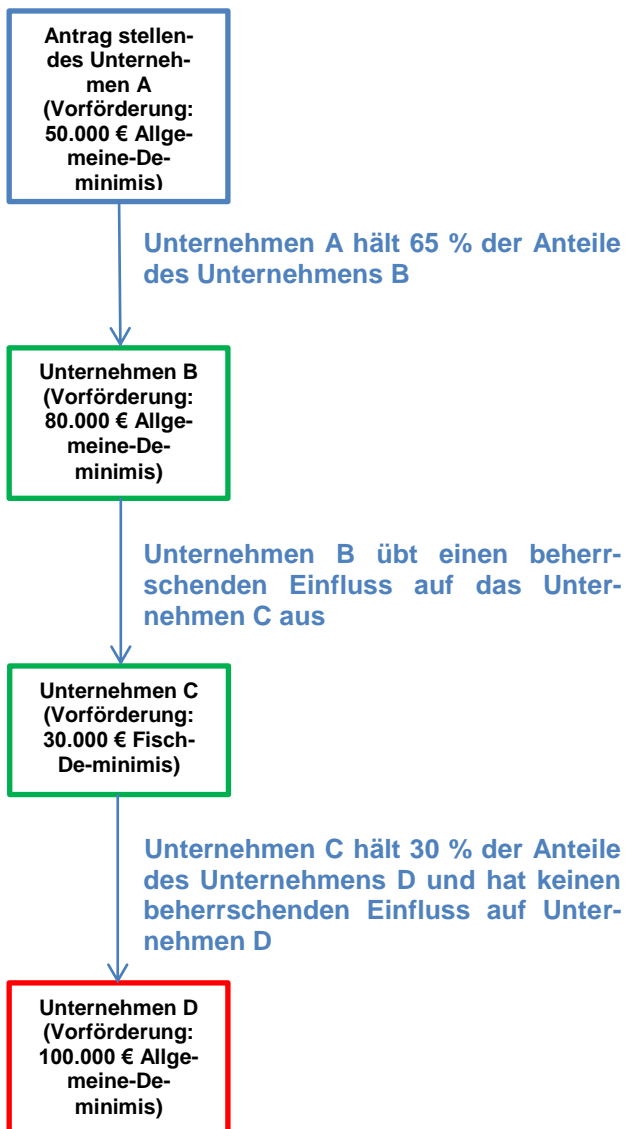 Antrag stellen-
des Unterneh-
men A
(Vorförderung:
50.000 € Allge-
meine-De-
minimis)
Unternehmen A hält 65 % der Anteile
des Unternehmens B
Unternehmen B
(Vorförderung:
80.000 € Allge-
meine-De-
minimis)
Unternehmen B übt einen beherr-
schenden Einfluss auf das Unter-
nehmen C aus
Unternehmen C
(Vorförderung:
30.000 € Fisch-
De-minimis)
Unternehmen C hält 30 % der Anteile
des Unternehmens D und hat keinen
beherrschenden Einfluss auf Unter-
nehmen D
Unternehmen D
(Vorförderung:
100.000 € Allge-
meine-De-
minimis)